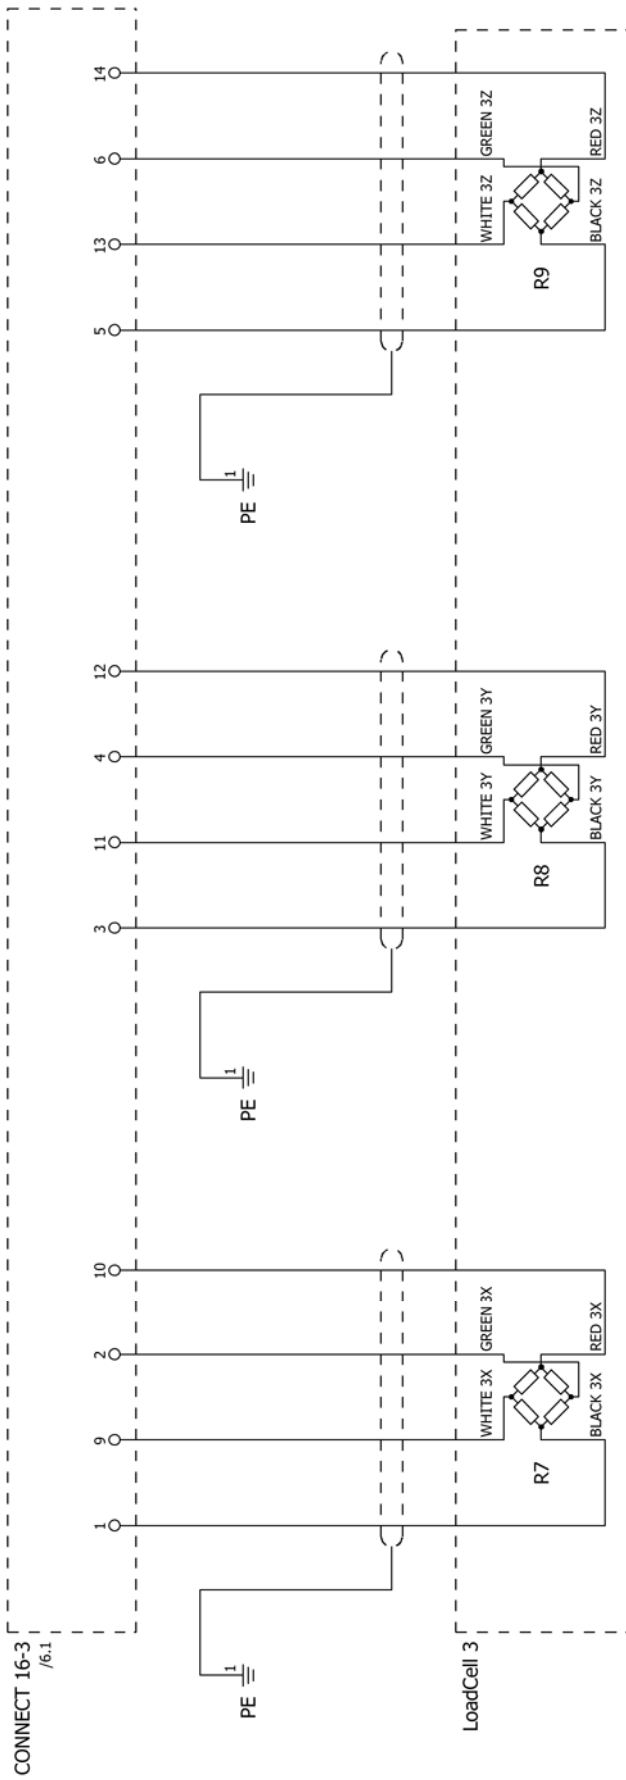 CONNECT 16-3
/6.1
1
9
2
10
3
11
4
12
5
13
6
14
1
PE
1
PE
1
PE
LoadCell 3
WHITE 3X
GREEN 3X
R7
BLACK 3X
RED 3X
WHITE 3Y
GREEN 3Y
R8
BLACK 3Y
RED 3Y
WHITE 3Z
GREEN 3Z
R9
BLACK 3Z
RED 3Z